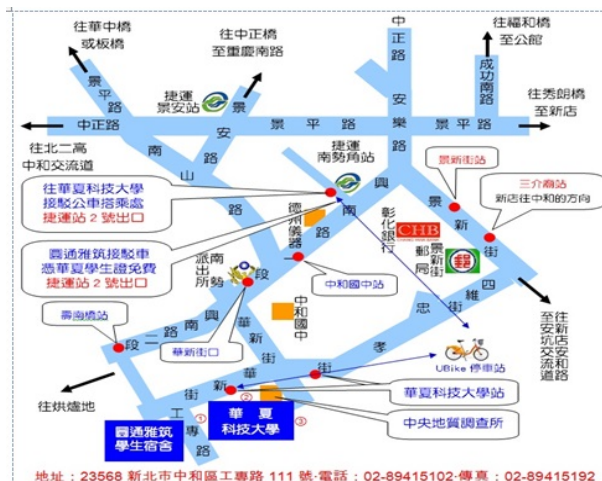 往華中橋
或板橋
往中正橋
至重慶南路
中正路
往福和橋
至公館
景平路
捷運
景安站
景安路
安樂路
成功南路
中正路
景平路
景平路
往秀朗橋
至新店
往北二高
中和交流道
南山路
捷運
南勢角站
景新街站
三介廟站
新店往中和的方向
往華夏科技大學
接駁公車搭乘處
捷運站2號出口
興南路一段
德州儀器
彰化銀行
CHB
景新街
景新街
郵局
圓通雅筑接駁車
憑華夏學生證免費
捷運站2號出口
南勢
派出所
中和國中站
四維街
忠孝街
往新店安坑
至安和路
壽南橋站
興南路二段
華新街口
華新街
中和國中
UBike 停車站
往烘爐地
華新街
華夏科技大學站
中央地質調查所
工專路
①
②
③
圓通雅筑
學生宿舍
華夏
科技大學
地址:23568 新北市中和區工專路 111 號·電話:02-89415102·傳真:02-89415192